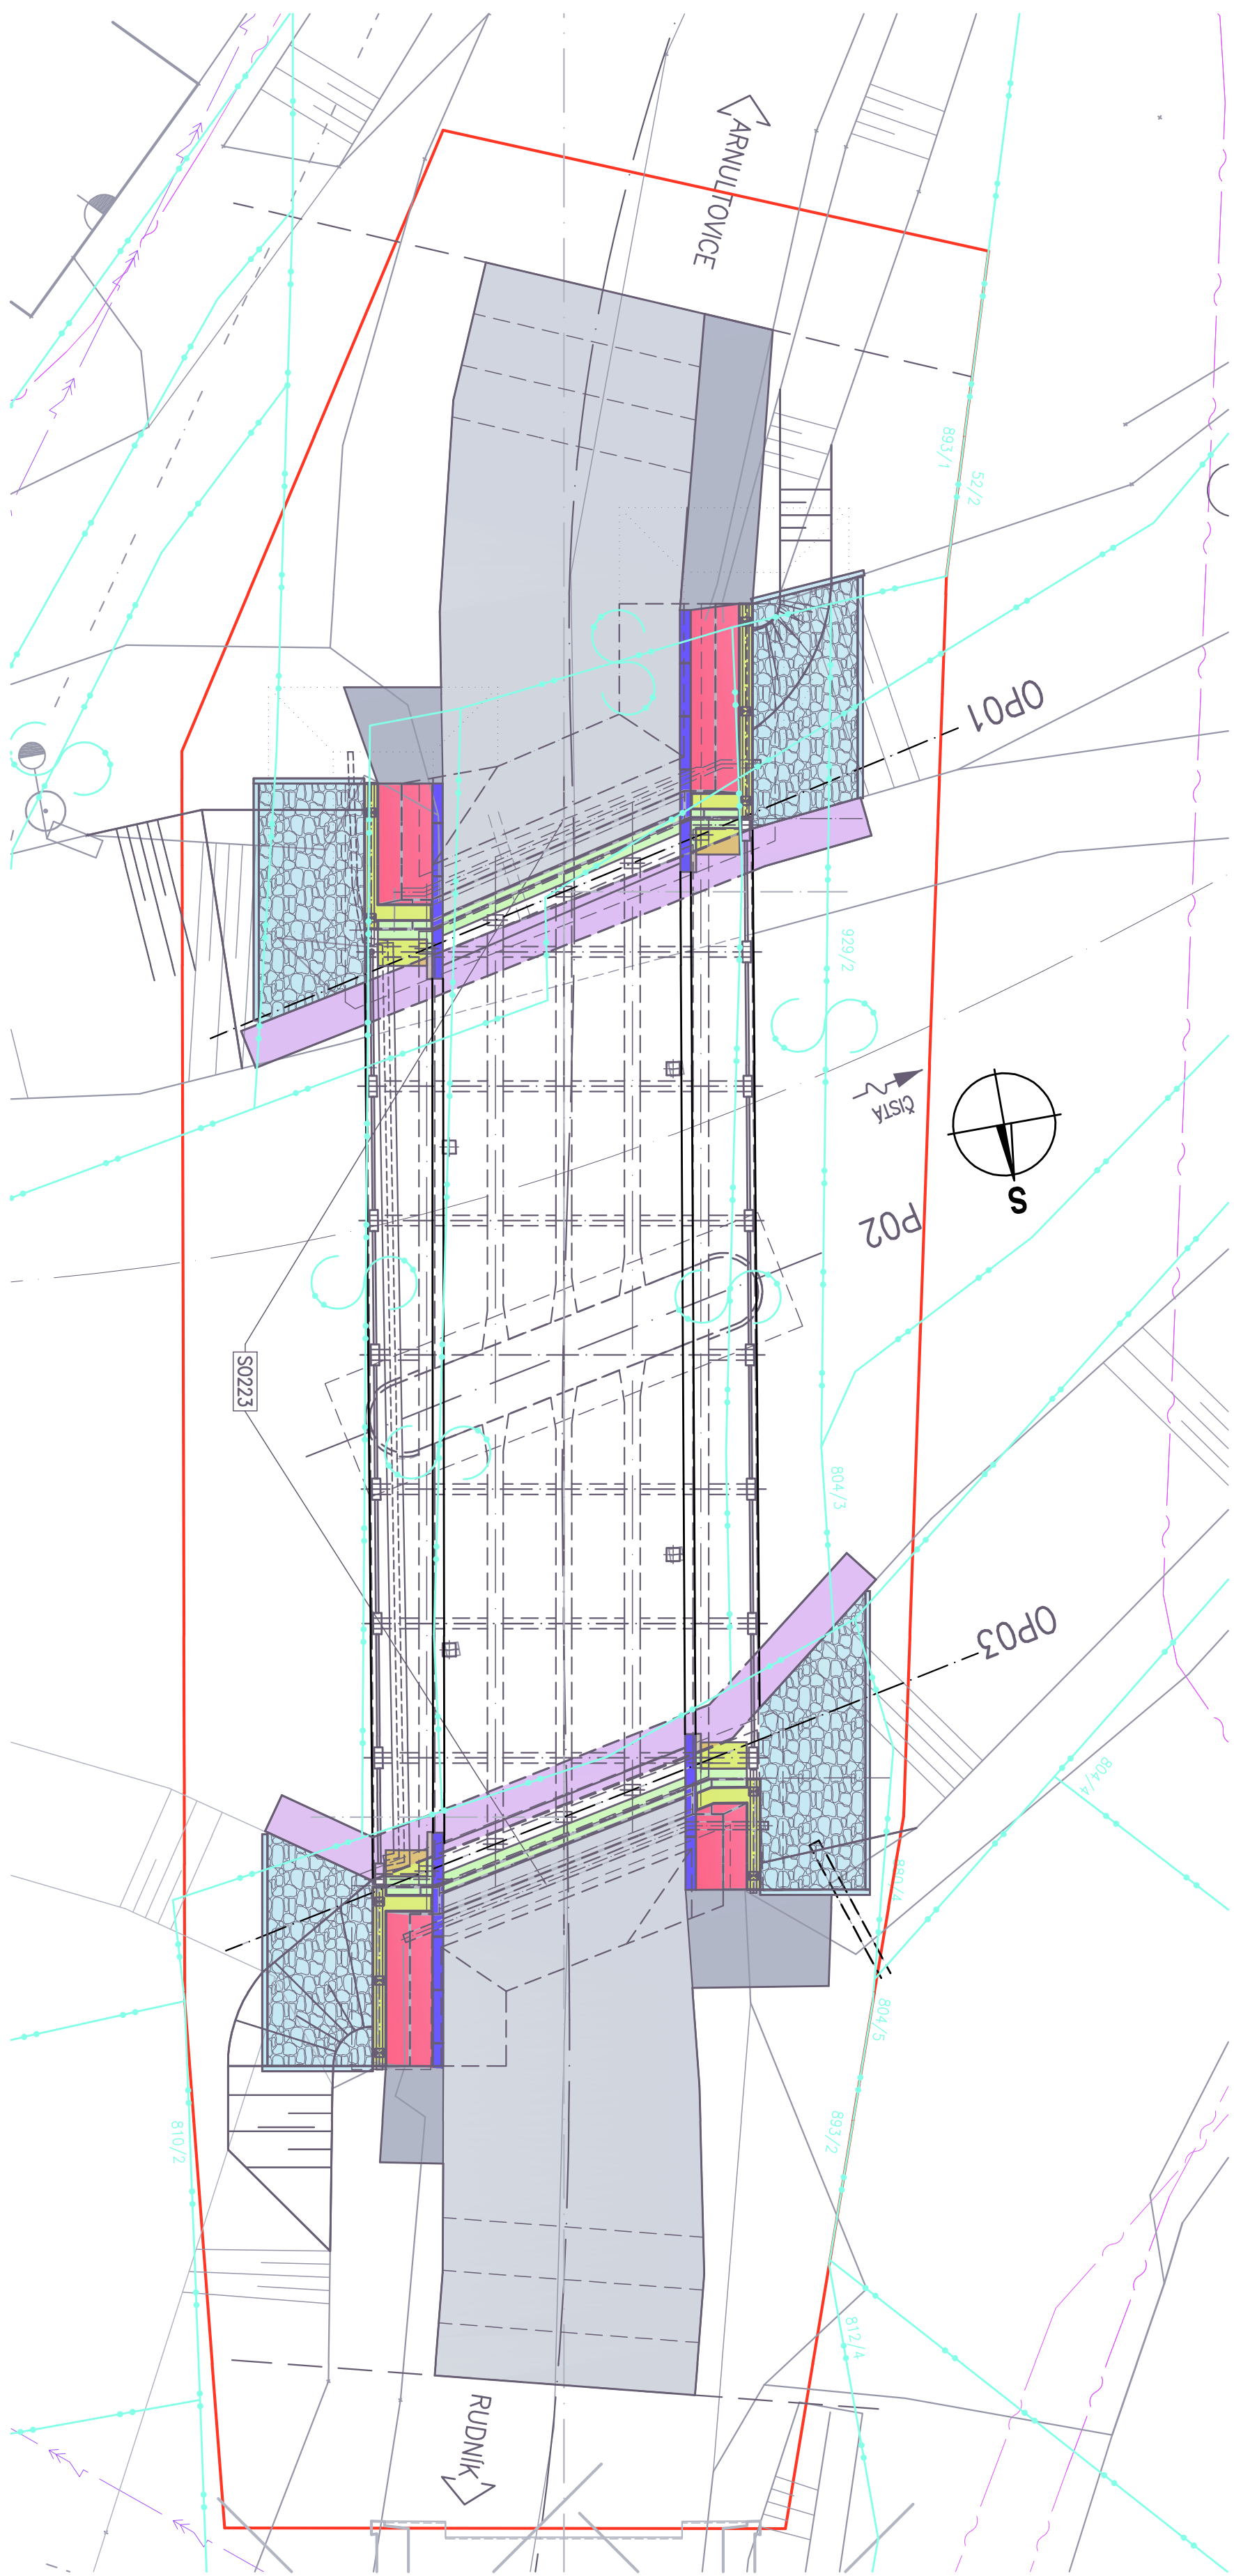 ARNULTOVICE
893/1
52/2
OP01
929/2
ČISTÁ
S
P02
S0223
804/3
OP03
804/4
804/5
893/2
810/2
812/4
RUDNÍK